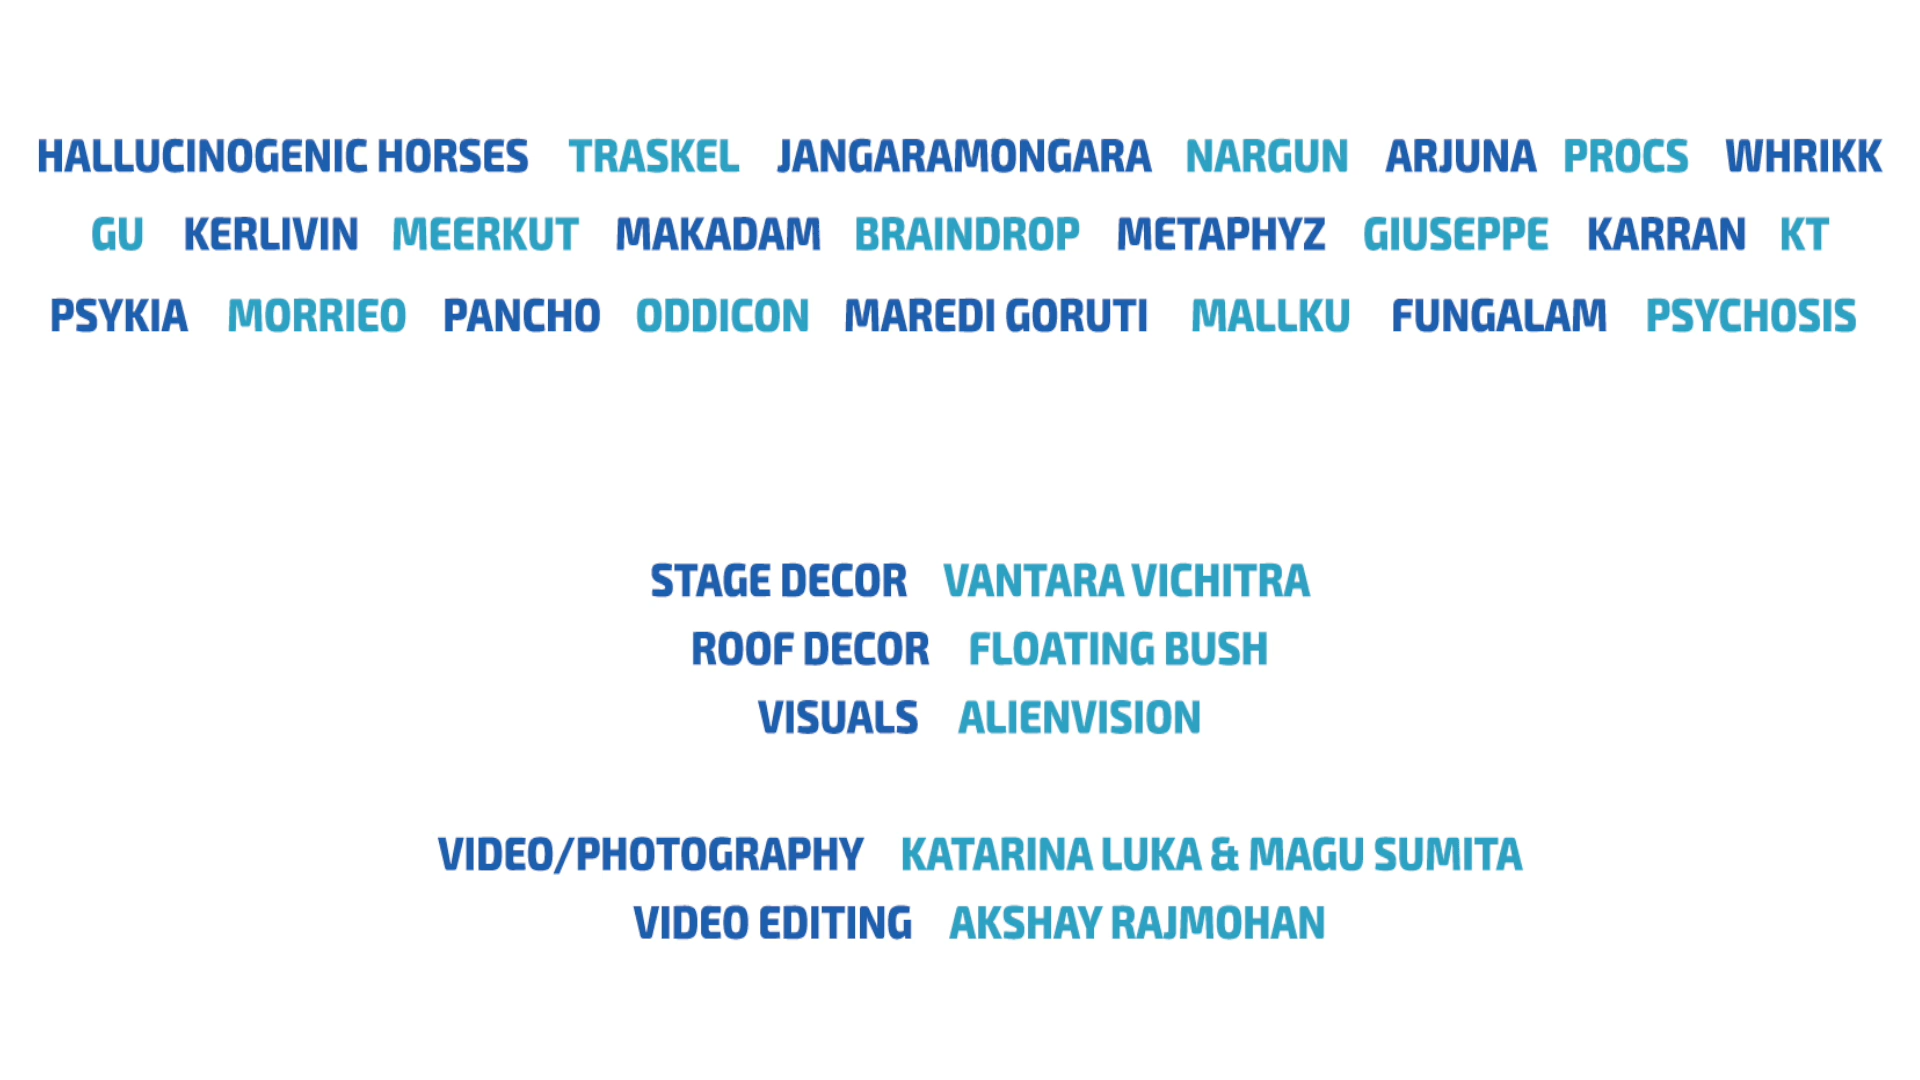 HALLUCINOGENIC HORSES TRASKEL JANGARAMONGARA NARGUN ARJUNA PROCS WHRIKK
GU KERLIVIN MEERKUT MAKADAM BRAINDROP METAPHYZ GIUSEPPE KARRAN KT
PSYKIA MORRIEO PANCHO ODDICON MAREDI GORUTI MALLKU FUNGALAM PSYCHOSIS
STAGE DECOR VANTARA VICHITRA
ROOF DECOR FLOATING BUSH
VISUALS ALIENVISION
VIDEO/PHOTOGRAPHY KATARINA LUKA & MAGU SUMITA
VIDEO EDITING AKSHAY RAJMOHAN